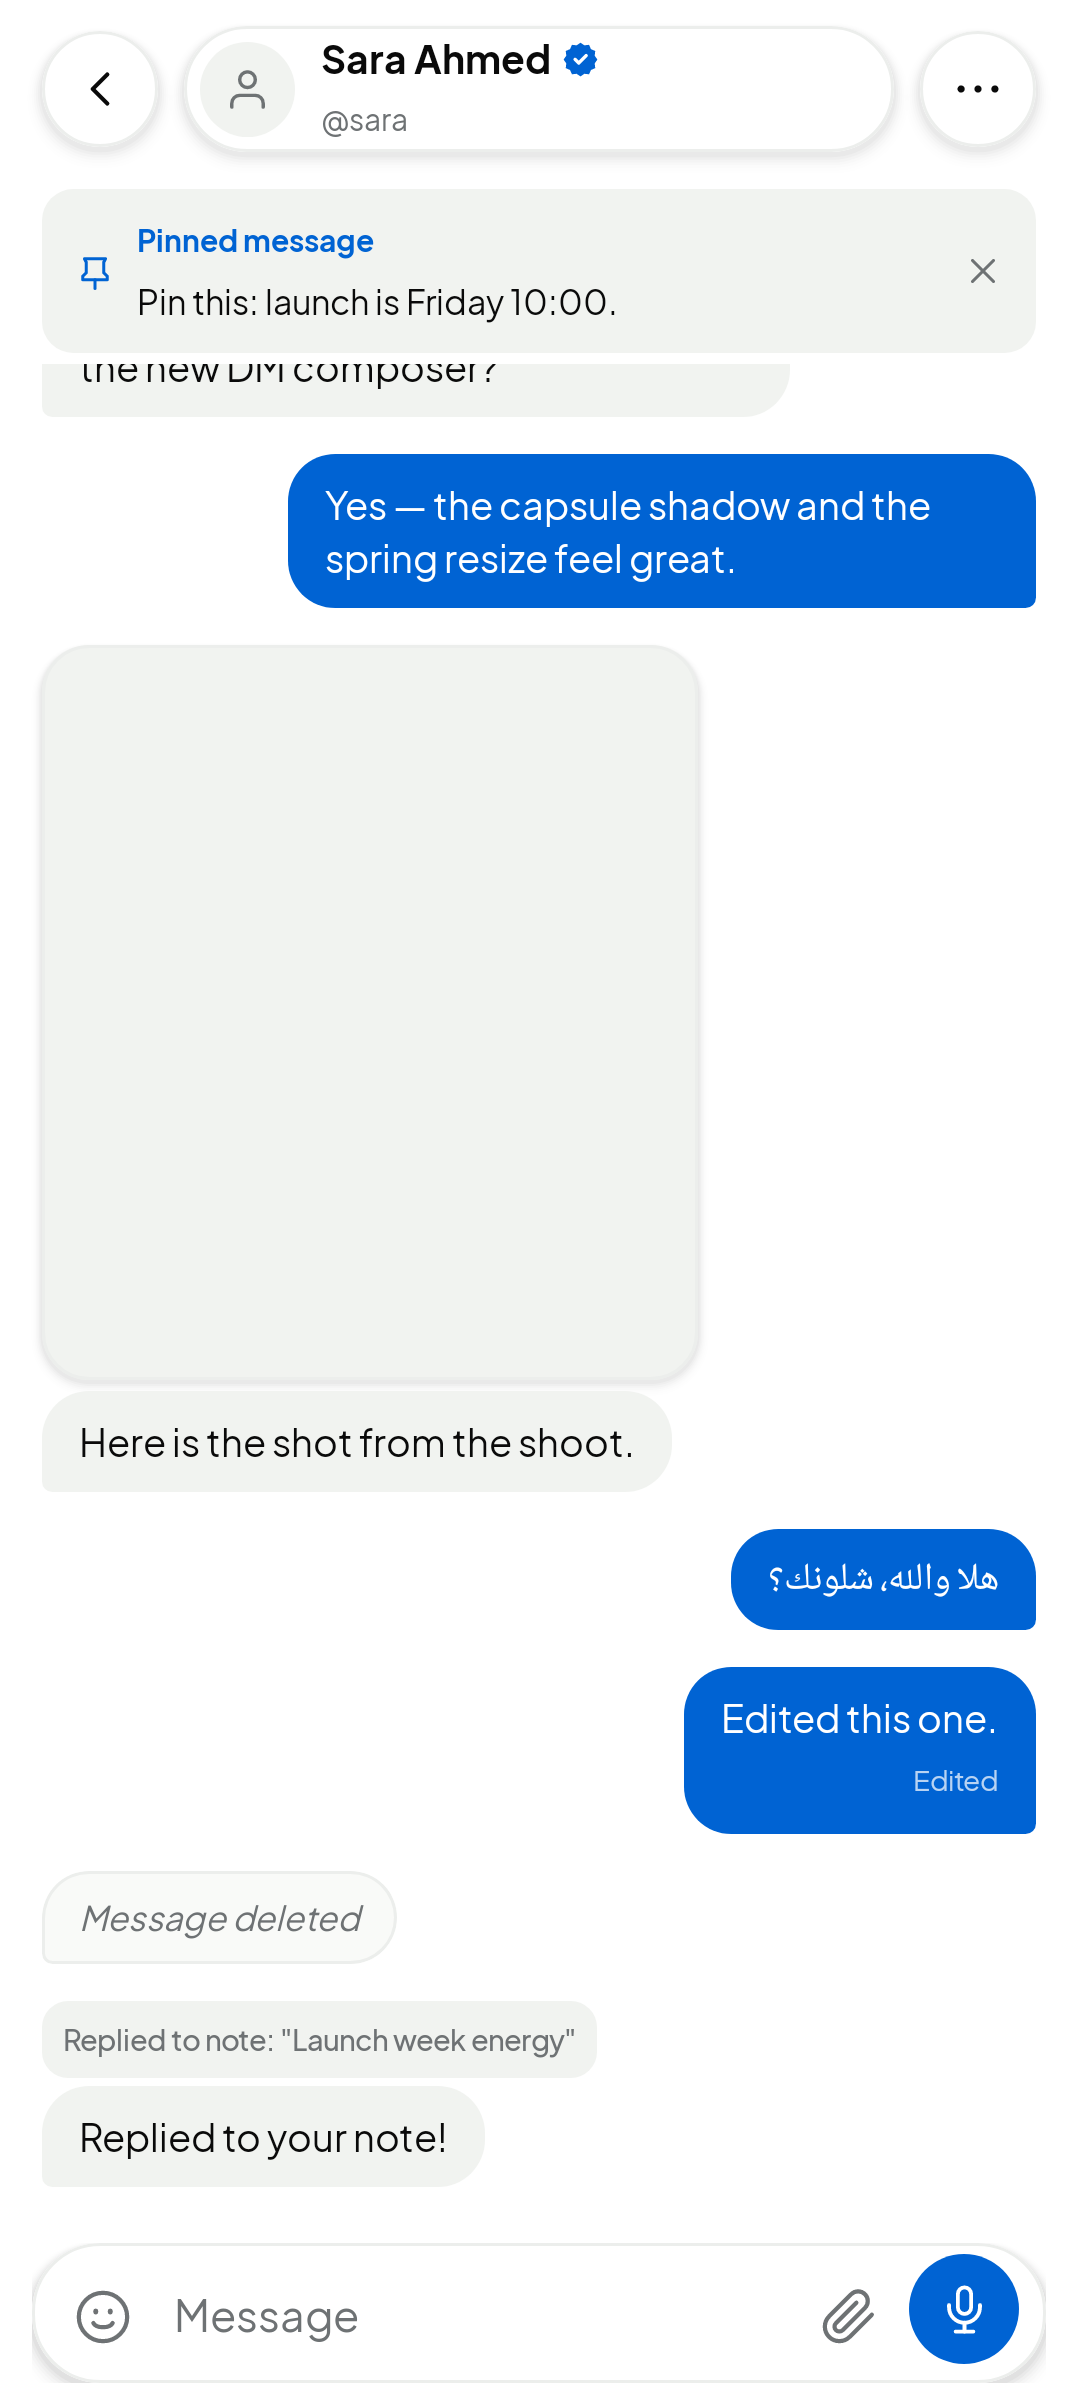 Sara Ahmed
@sara
Pinned message
Pin this: launch is Friday 10:00.
the new DM composer?
Yes — the capsule shadow and the
spring resize feel great.
Here is the shot from the shoot.
هلا والله، شلونك؟
Edited this one.
Edited
Message deleted
Replied to note: "Launch week energy"
Replied to your note!
Message